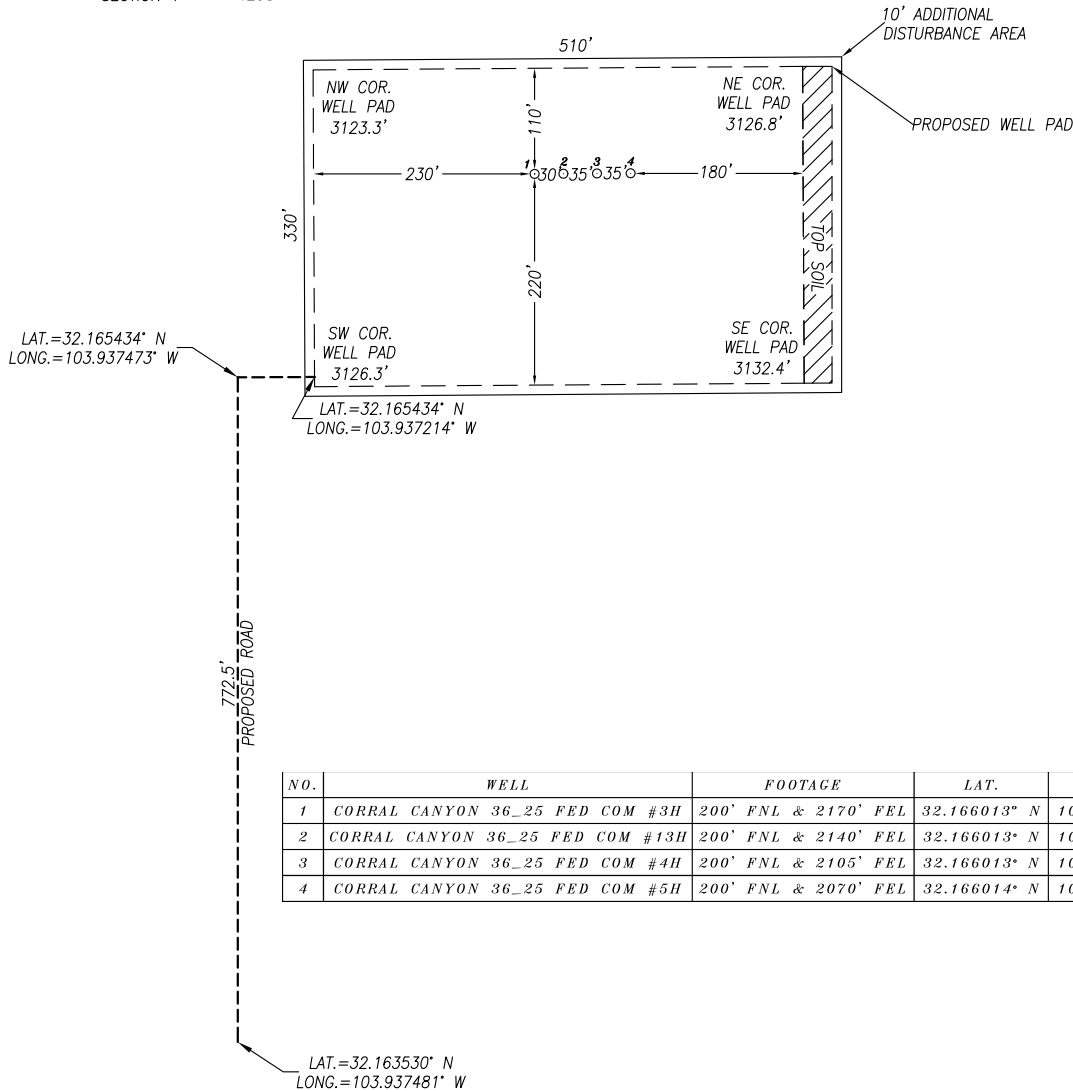 10' ADDITIONAL
DISTURBANCE AREA
510'
NW COR.
WELL PAD
3123.3'
110'
NE COR.
WELL PAD
3126.8'
PROPOSED WELL PAD
1 2 3 4
230'
30' 35' 35'
180'
330'
220'
TOP SOIL
LAT.=32.165434° N
LONG.=103.937473° W
SW COR.
WELL PAD
3126.3'
SE COR.
WELL PAD
3132.4'
LAT.=32.165434° N
LONG.=103.937214° W
772.5'
PROPOSED ROAD
NO. WELL FOOTAGE LAT.
1 CORRAL CANYON 36_25 FED COM #3H 200' FNL & 2170' FEL 32.166013° N 10
2 CORRAL CANYON 36_25 FED COM #13H 200' FNL & 2140' FEL 32.166013° N 10
3 CORRAL CANYON 36_25 FED COM #4H 200' FNL & 2105' FEL 32.166013° N 10
4 CORRAL CANYON 36_25 FED COM #5H 200' FNL & 2070' FEL 32.166014° N 10
LAT.=32.163530° N
LONG.=103.937481° W